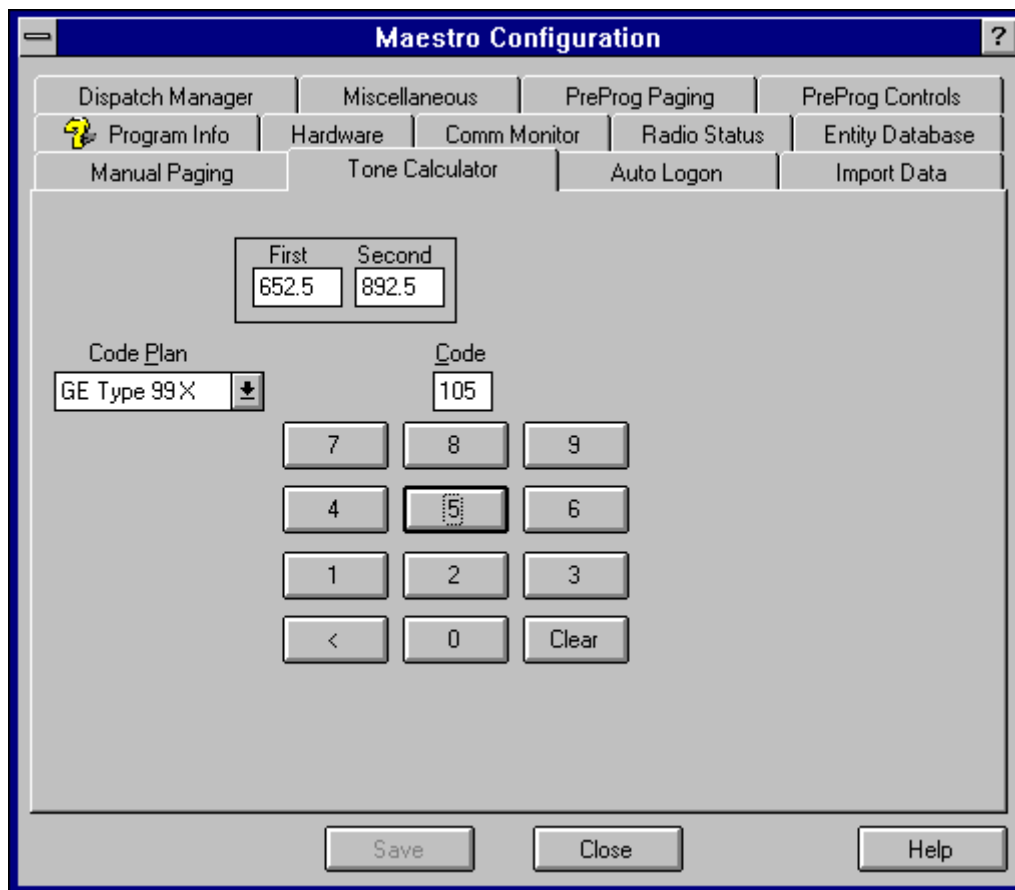 Maestro Configuration ?
Dispatch Manager Miscellaneous PreProg Paging PreProg Controls
Program Info Hardware Comm Monitor Radio Status Entity Database
Manual Paging Tone Calculator Auto Logon Import Data
First Second
652.5 892.5
Code Plan Code
GE Type 99X 105
7 8 9
4 5 6
1 2 3
< 0 Clear
Save Close Help